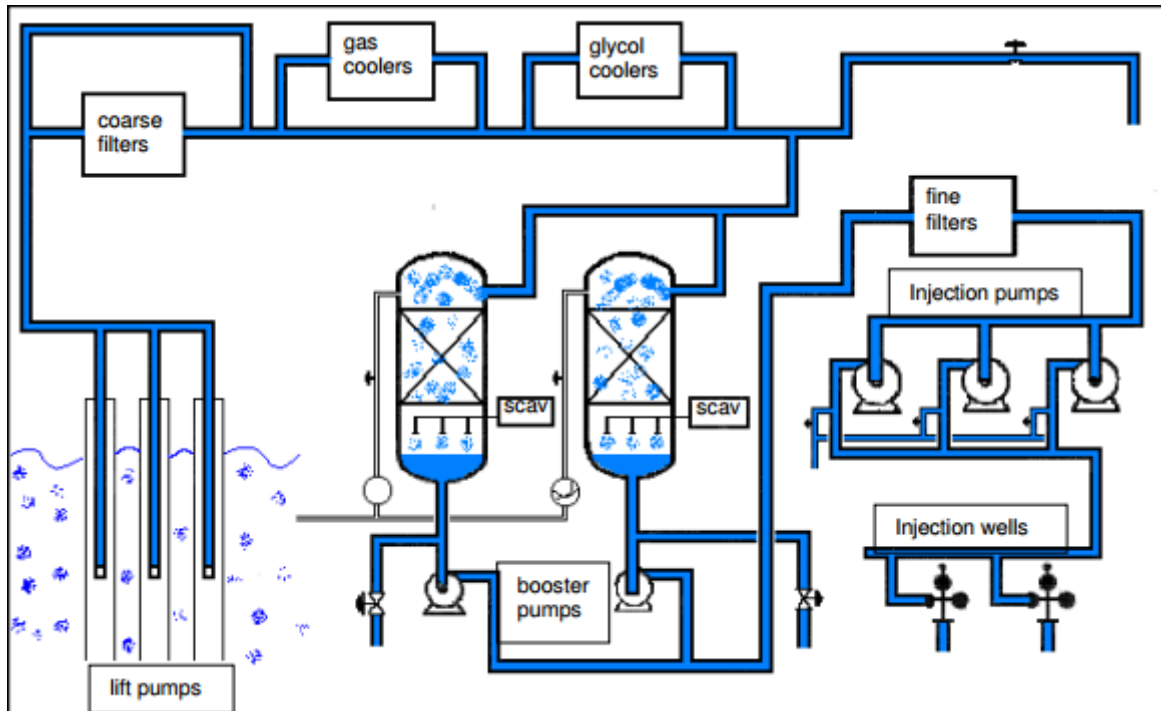 gas
coolers
glycol
coolers
coarse
filters
fine
filters
Injection pumps
scav
scav
Injection wells
booster
pumps
lift pumps